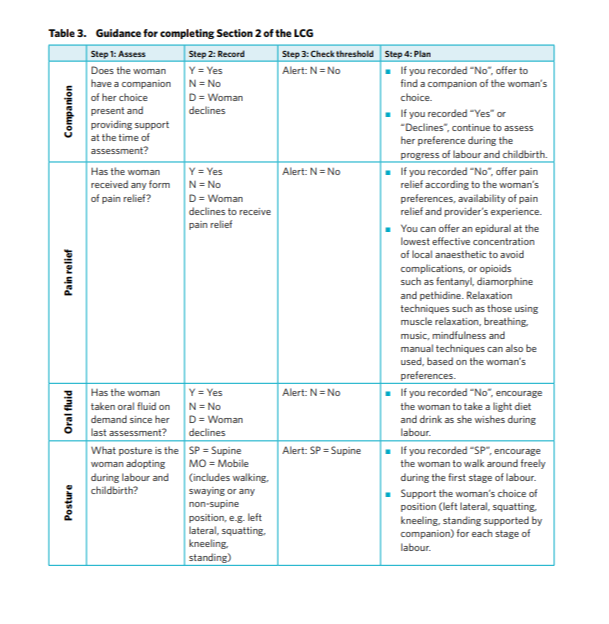 Table 3. Guidance for completing Section 2 of the LCG
Step 1: Assess
Step 2: Record
Step 3: Check threshold
Step 4: Plan
Companion
Does the woman
have a companion
of her choice
present and
providing support
at the time of
assessment?
Y = Yes
N = No
D = Woman
declines
Alert: N = No
▪ If you recorded “No”, offer to
find a companion of the woman’s
choice.
▪ If you recorded “Yes” or
“Declines”, continue to assess
her preference during the
progress of labour and childbirth.
Pain relief
Has the woman
received any form
of pain relief?
Y = Yes
N = No
D = Woman
declines to receive
pain relief
Alert: N = No
▪ If you recorded “No”, offer pain
relief according to the woman’s
preferences, availability of pain
relief and provider’s experience.
▪ You can offer an epidural at the
lowest effective concentration
of local anaesthetic to avoid
complications, or opioids
such as fentanyl, diamorphine
and pethidine. Relaxation
techniques such as those using
muscle relaxation, breathing,
music, mindfulness and
manual techniques can also be
used, based on the woman’s
preferences.
Oral fluid
Has the woman
taken oral fluid on
demand since her
last assessment?
Y = Yes
N = No
D = Woman
declines
Alert: N = No
▪ If you recorded “No”, encourage
the woman to take a light diet
and drink as she wishes during
labour.
Posture
What posture is the
woman adopting
during labour and
childbirth?
SP = Supine
MO = Mobile
(includes walking,
swaying or any
non-supine
position, e.g. left
lateral, squatting,
kneeling,
standing)
Alert: SP = Supine
▪ If you recorded “SP”, encourage
the woman to walk around freely
during the first stage of labour.
▪ Support the woman’s choice of
position (left lateral, squatting,
kneeling, standing supported by
companion) for each stage of
labour.